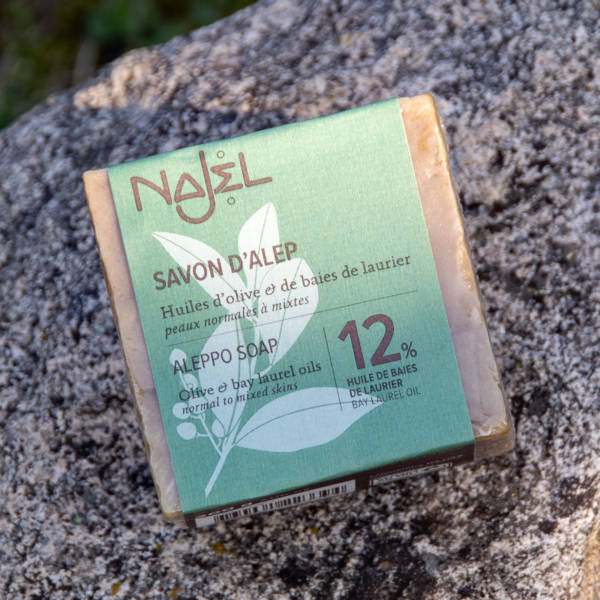 NAJEL
SAVON D'ALEP
Huiles d'olive & de baies de laurier
peaux normales à mixtes
ALEPPO SOAP
Olive & bay laurel oils
normal to mixed skins
12%
HUILE DE BAIES
DE LAURIER
BAY LAUREL OIL